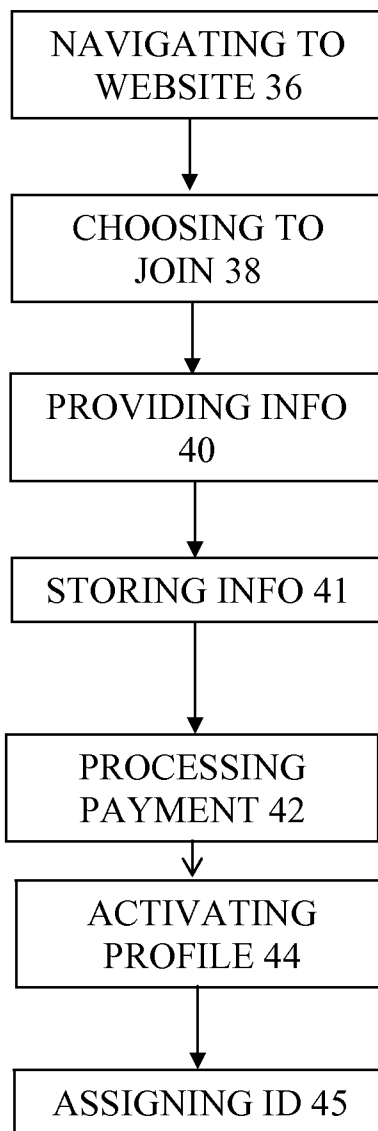 NAVIGATING TO
WEBSITE 36
CHOOSING TO
JOIN 38
PROVIDING INFO
40
STORING INFO 41
PROCESSING
PAYMENT 42
ACTIVATING
PROFILE 44
ASSIGNING ID 45